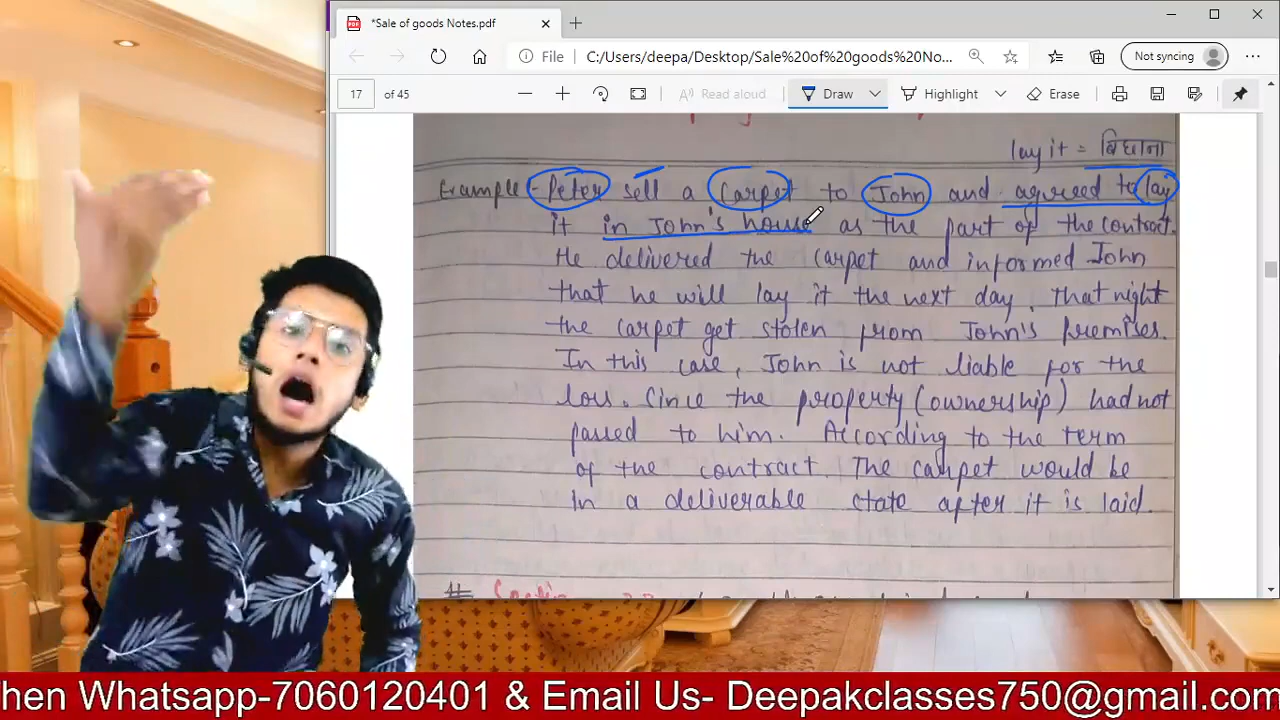 *Sale of goods Notes.pdf
File
C:/Users/deepa/Desktop/Sale%20of%20goods%20No...
Not syncing
17 of 45
Read aloud
Draw
Highlight
Erase
lay it = बिछाना
Example - Peter sell a Carpet to John and agreed to lay
it in John's house as the part of the contract.
He delivered the carpet and informed John
that he will lay it the next day. That night
the carpet get stolen from John's premises.
In this case, John is not liable for the
loss. Cince the property (ownership) had not
passed to him. According to the term
of the contract. The carpet would be
in a deliverable state after it is laid.
hen Whatsapp-7060120401 & Email Us- Deepakclasses750@gmail.com